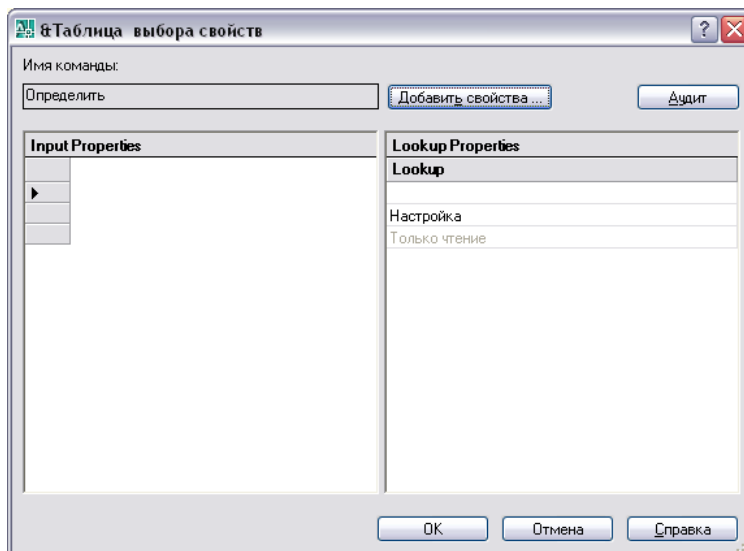 &Таблица выбора свойств
Имя команды:
Определить
Добавить свойства ...
Аудит
Input Properties
Lookup Properties
Lookup
Настройка
Только чтение
OK
Отмена
Справка